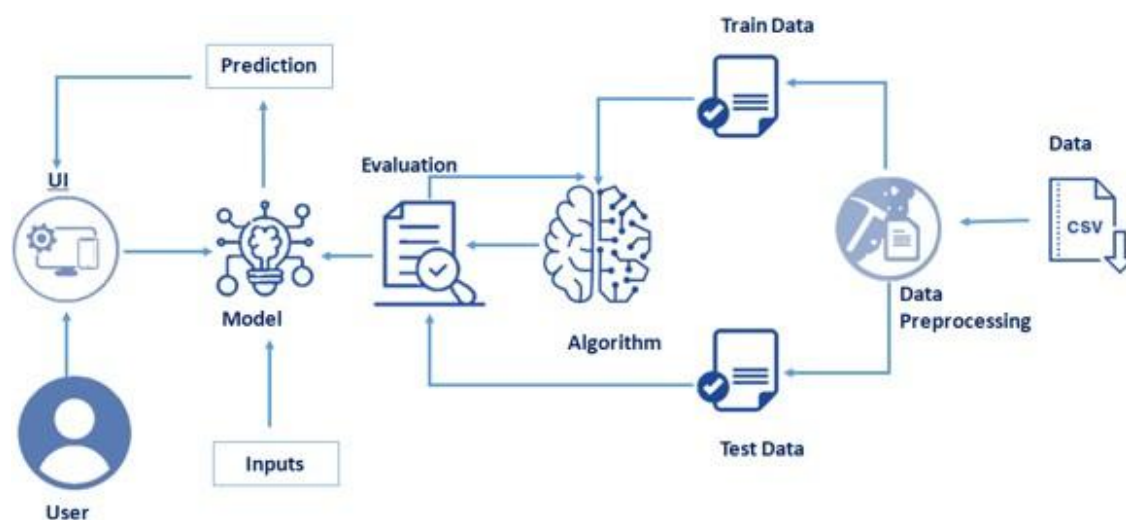 Train Data
Prediction
Data
Evaluation
UI
CSV
Model
Data
Preprocessing
Algorithm
Inputs
Test Data
User